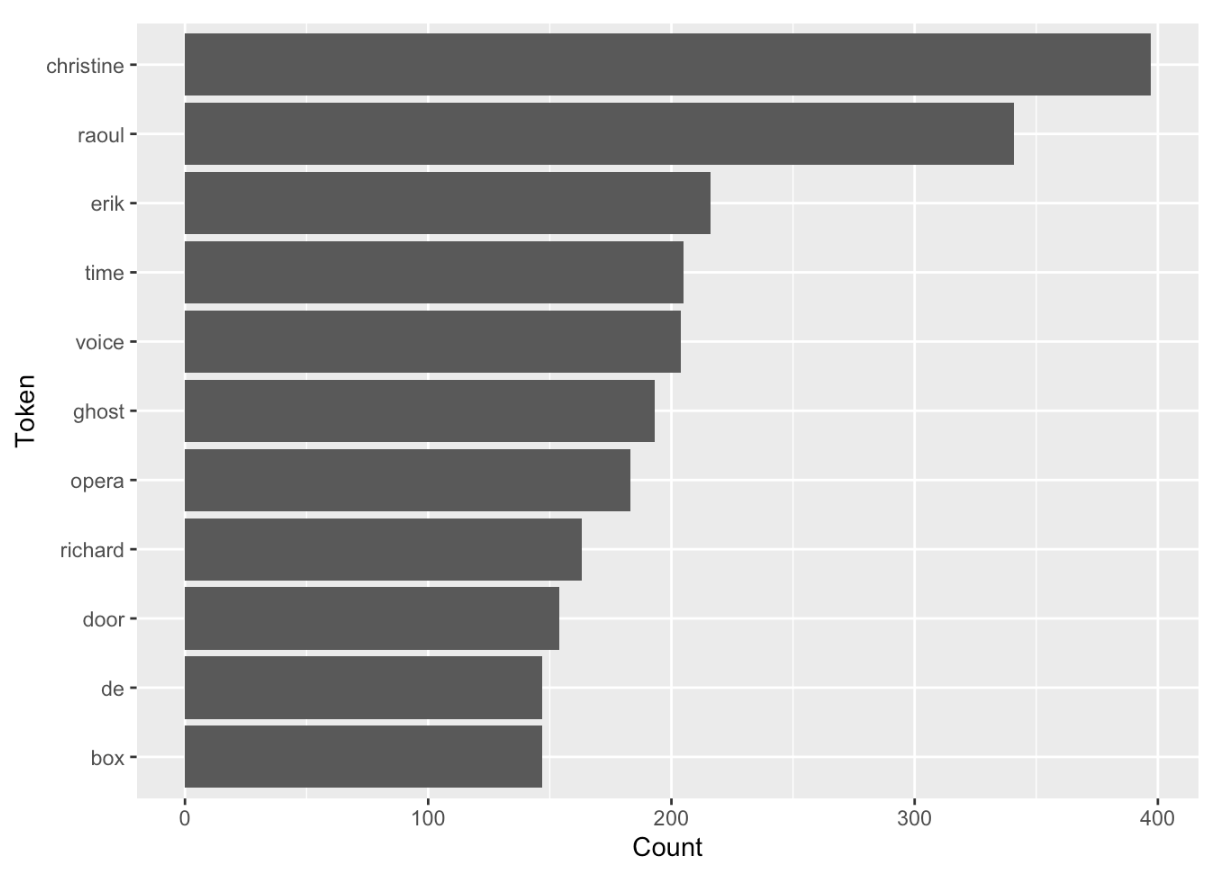 christine
raoul
erik
time
voice
ghost
opera
richard
door
de
box
Token
0 100 200 300 400
Count